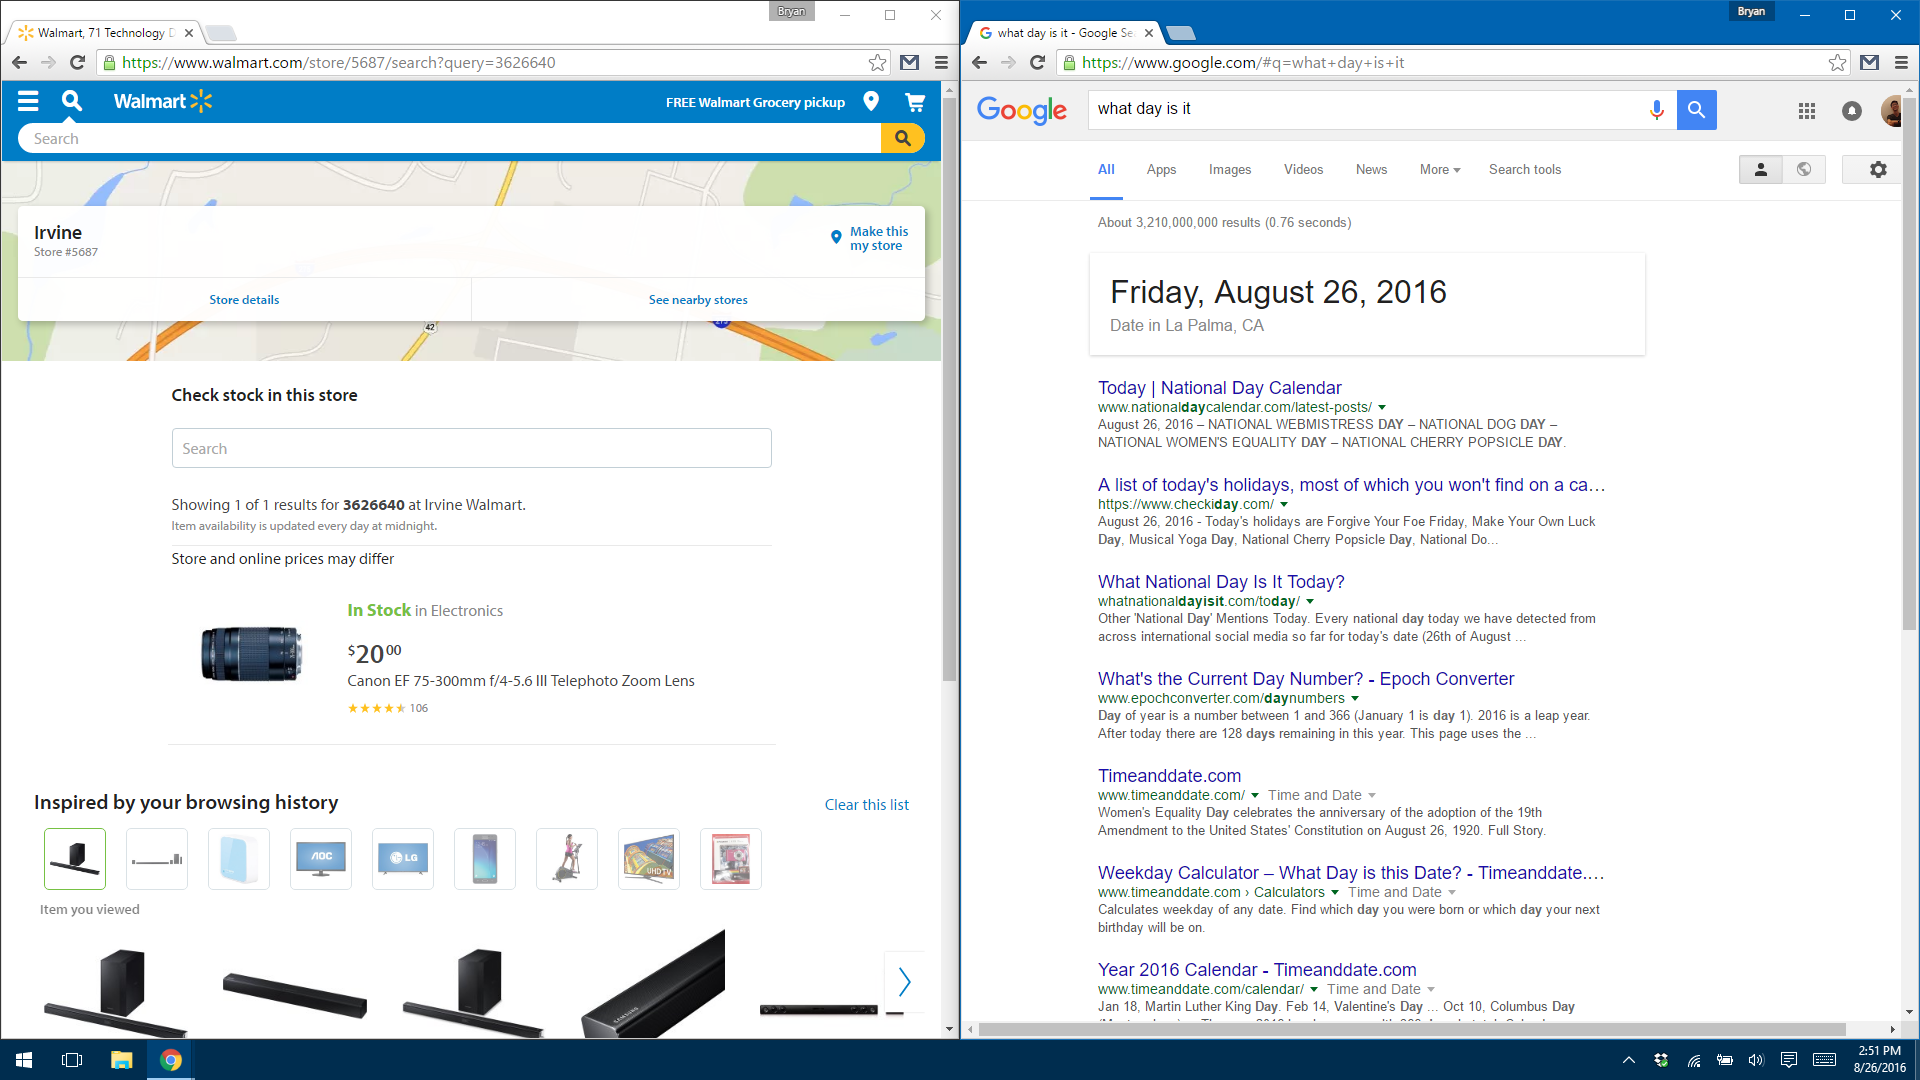 Bryan
Walmart, 71 Technology D
https://www.walmart.com/store/5687/search?query=3626640
Walmart
FREE Walmart Grocery pickup
Search
Irvine
Store #5687
Make this
my store
Store details
See nearby stores
42
Check stock in this store
Search
Showing 1 of 1 results for 3626640 at Irvine Walmart.
Item availability is updated every day at midnight.
Store and online prices may differ
In Stock in Electronics
$20 00
Canon EF 75-300mm f/4-5.6 III Telephoto Zoom Lens
106
Inspired by your browsing history
Clear this list
AOC
LG
UHD TV
Item you viewed
SAMSUNG
Bryan
what day is it - Google Se
https://www.google.com/#q=what+day+is+it
Google
what day is it
All
Apps
Images
Videos
News
More
Search tools
About 3,210,000,000 results (0.76 seconds)
Friday, August 26, 2016
Date in La Palma, CA
Today | National Day Calendar
www.nationaldaycalendar.com/latest-posts/
August 26, 2016 – NATIONAL WEBMISTRESS DAY – NATIONAL DOG DAY –
NATIONAL WOMEN'S EQUALITY DAY – NATIONAL CHERRY POPSICLE DAY.
A list of today's holidays, most of which you won't find on a ca...
https://www.checkiday.com/
August 26, 2016 - Today's holidays are Forgive Your Foe Friday, Make Your Own Luck
Day, Musical Yoga Day, National Cherry Popsicle Day, National Do...
What National Day Is It Today?
whatnationaldayisit.com/today/
Other 'National Day' Mentions Today. Every national day today we have detected from
across international social media so far for today's date (26th of August ...
What's the Current Day Number? - Epoch Converter
www.epochconverter.com/daynumbers
Day of year is a number between 1 and 366 (January 1 is day 1). 2016 is a leap year.
After today there are 128 days remaining in this year. This page uses the ...
Timeanddate.com
www.timeanddate.com/ Time and Date
Women's Equality Day celebrates the anniversary of the adoption of the 19th
Amendment to the United States' Constitution on August 26, 1920. Full Story.
Weekday Calculator – What Day is this Date? - Timeanddate....
www.timeanddate.com › Calculators Time and Date
Calculates weekday of any date. Find which day you were born or which day your next
birthday will be on.
Year 2016 Calendar - Timeanddate.com
www.timeanddate.com/calendar/ Time and Date
Jan 18, Martin Luther King Day. Feb 14, Valentine's Day ... Oct 10, Columbus Day
2:51 PM
8/26/2016